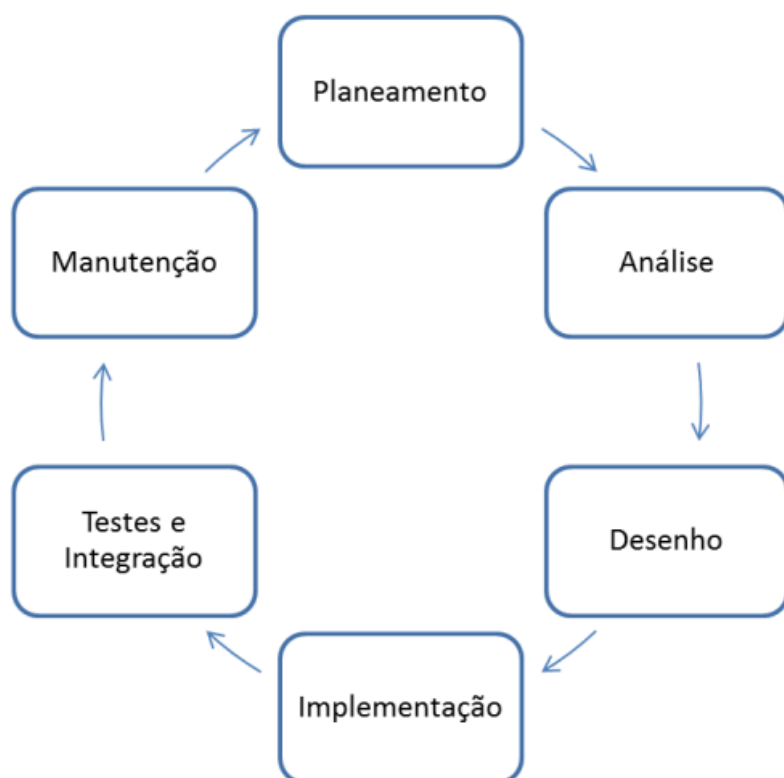 Planeamento
Análise
Desenho
Implementação
Testes e
Integração
Manutenção